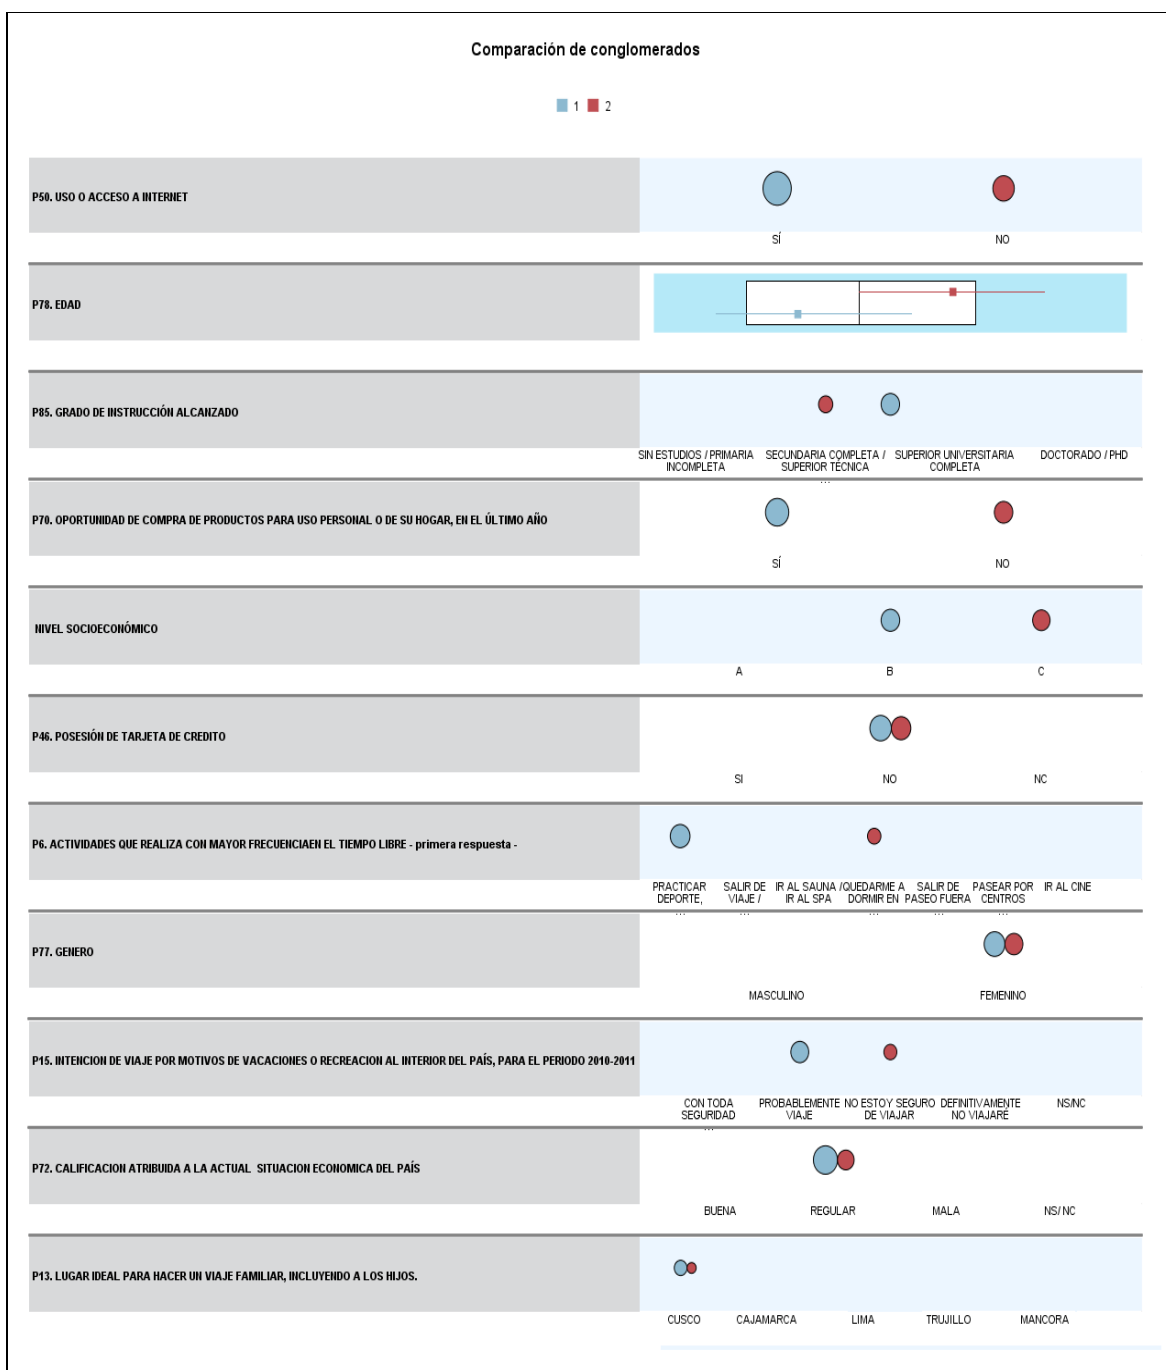 Comparación de conglomerados
1 2
P50. USO O ACCESO A INTERNET
SÍ NO
P78. EDAD
P85. GRADO DE INSTRUCCIÓN ALCANZADO
SIN ESTUDIOS / PRIMARIA SECUNDARIA COMPLETA / SUPERIOR UNIVERSITARIA DOCTORADO / PHD
INCOMPLETA SUPERIOR TÉCNICA COMPLETA
...
P70. OPORTUNIDAD DE COMPRA DE PRODUCTOS PARA USO PERSONAL O DE SU HOGAR, EN EL ÚLTIMO AÑO
SÍ NO
NIVEL SOCIOECONÓMICO
A B C
P46. POSESIÓN DE TARJETA DE CREDITO
SI NO NC
P6. ACTIVIDADES QUE REALIZA CON MAYOR FRECUENCIAEN EL TIEMPO LIBRE - primera respuesta -
PRACTICAR SALIR DE IR AL SAUNA / QUEDARME A SALIR DE PASEAR POR IR AL CINE
DEPORTE, VIAJE / IR AL SPA DORMIR EN PASEO FUERA CENTROS
... ... ... ... ...
P77. GENERO
MASCULINO FEMENINO
P15. INTENCION DE VIAJE POR MOTIVOS DE VACACIONES O RECREACION AL INTERIOR DEL PAÍS, PARA EL PERIODO 2010-2011
CON TODA PROBABLEMENTE NO ESTOY SEGURO DEFINITIVAMENTE NS/NC
SEGURIDAD VIAJE DE VIAJAR NO VIAJARÉ
...
P72. CALIFICACION ATRIBUIDA A LA ACTUAL SITUACION ECONOMICA DEL PAÍS
BUENA REGULAR MALA NS/ NC
P13. LUGAR IDEAL PARA HACER UN VIAJE FAMILIAR, INCLUYENDO A LOS HIJOS.
CUSCO CAJAMARCA LIMA TRUJILLO MANCORA